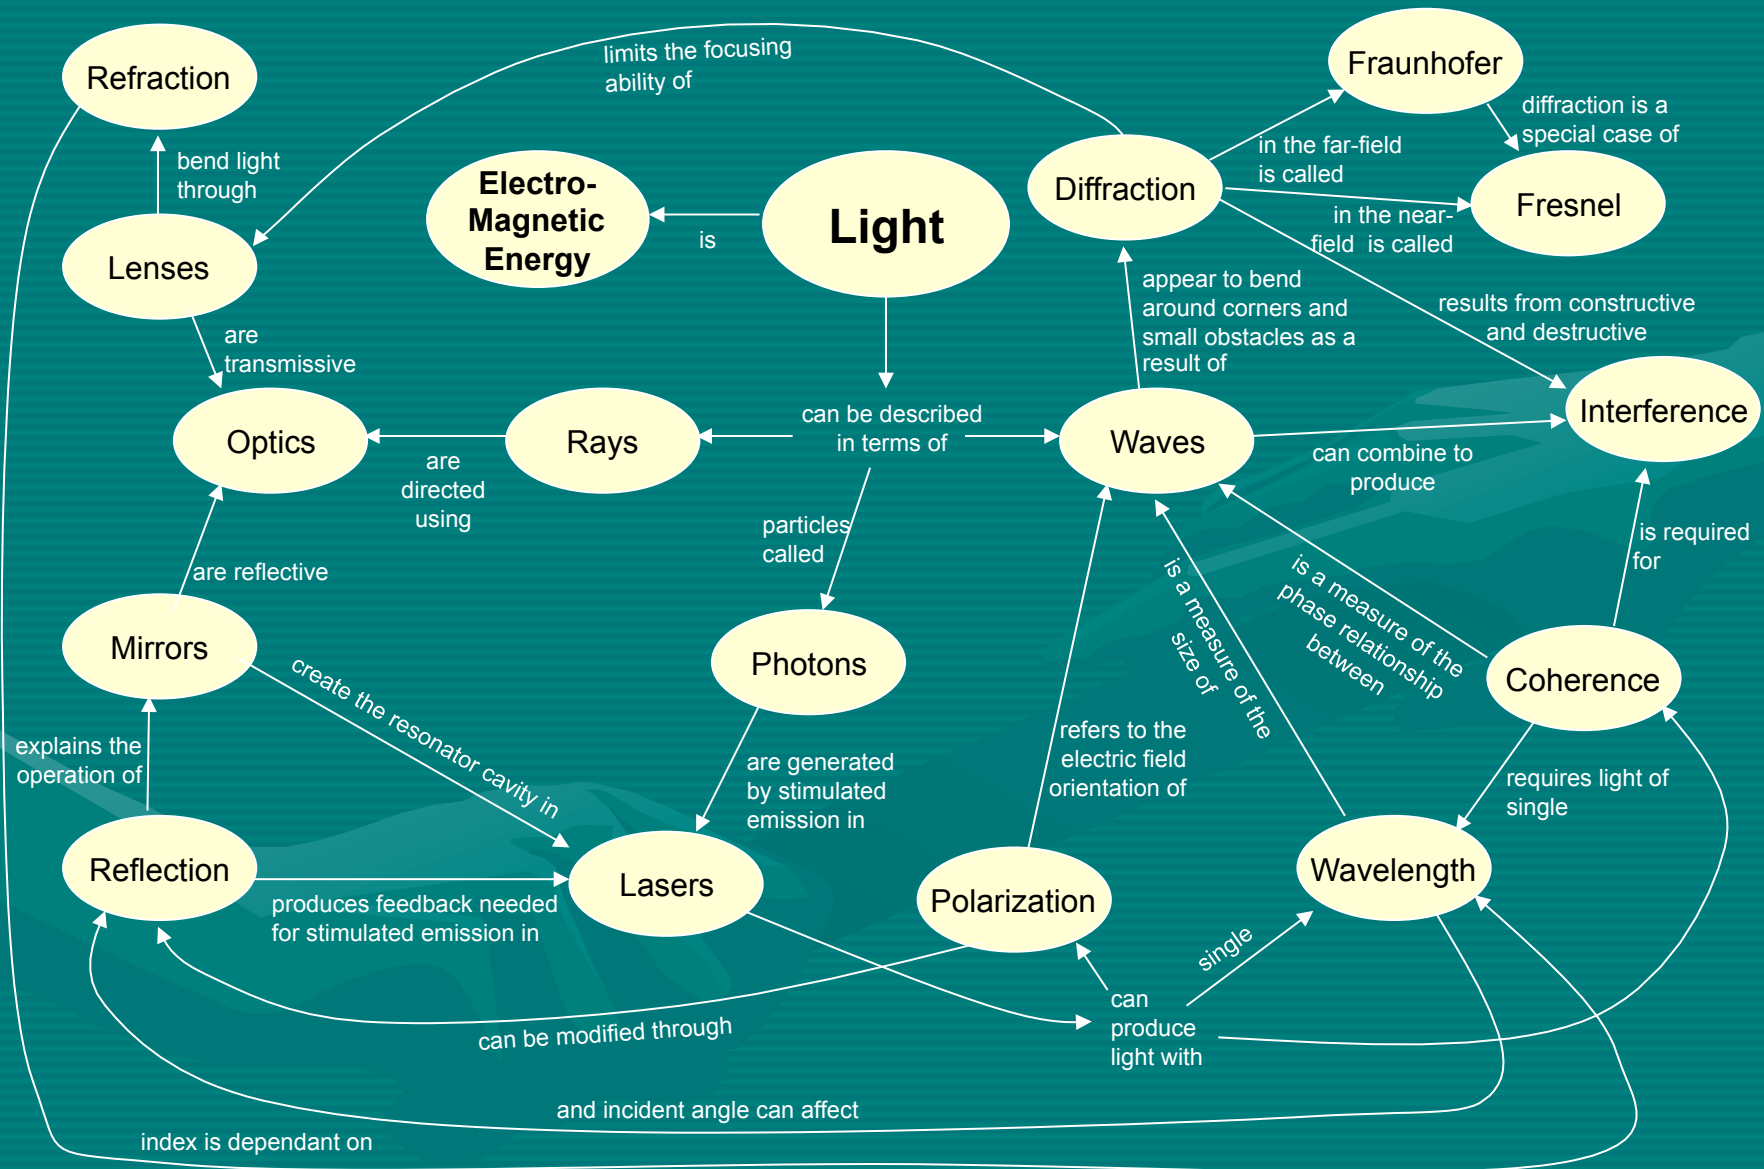 Refraction
limits the focusing
ability of
Fraunhofer
diffraction is a
special case of
bend light
through
Electro-
Magnetic
Energy
is
Light
Diffraction
in the far-field
is called
Fresnel
in the near-
field is called
Lenses
appear to bend
around corners and
small obstacles as a
result of
results from constructive
and destructive
are
transmissive
Optics
are
directed
using
Rays
can be described
in terms of
Waves
can combine to
produce
Interference
particles
called
is required
for
are reflective
Mirrors
create the resonator cavity in
Photons
is a measure of the
size of
is a measure of the
phase relationship
between
Coherence
explains the
operation of
are generated
by stimulated
emission in
refers to the
electric field
orientation of
requires light of
single
Reflection
produces feedback needed
for stimulated emission in
Lasers
Polarization
Wavelength
single
can
produce
light with
can be modified through
and incident angle can affect
index is dependant on